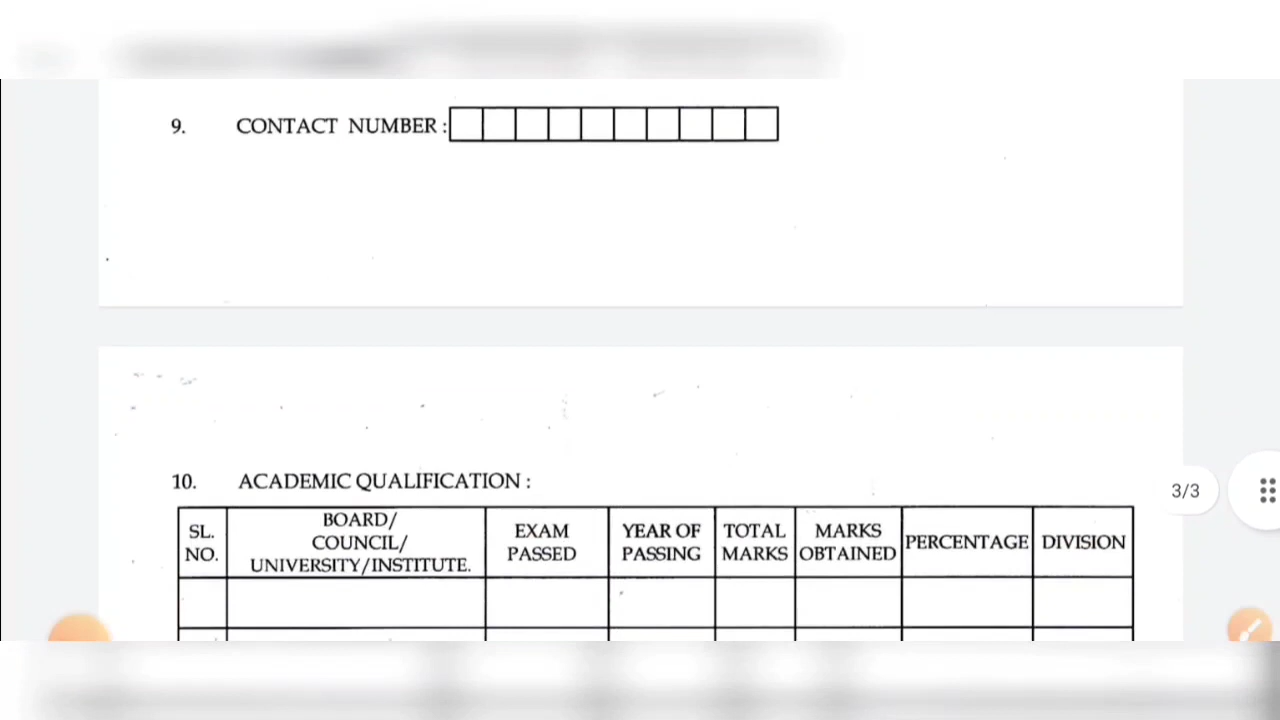 9. CONTACT NUMBER :
10. ACADEMIC QUALIFICATION :
SL. NO. BOARD/ COUNCIL/ UNIVERSITY/INSTITUTE. EXAM PASSED YEAR OF PASSING TOTAL MARKS MARKS OBTAINED PERCENTAGE DIVISION
3/3